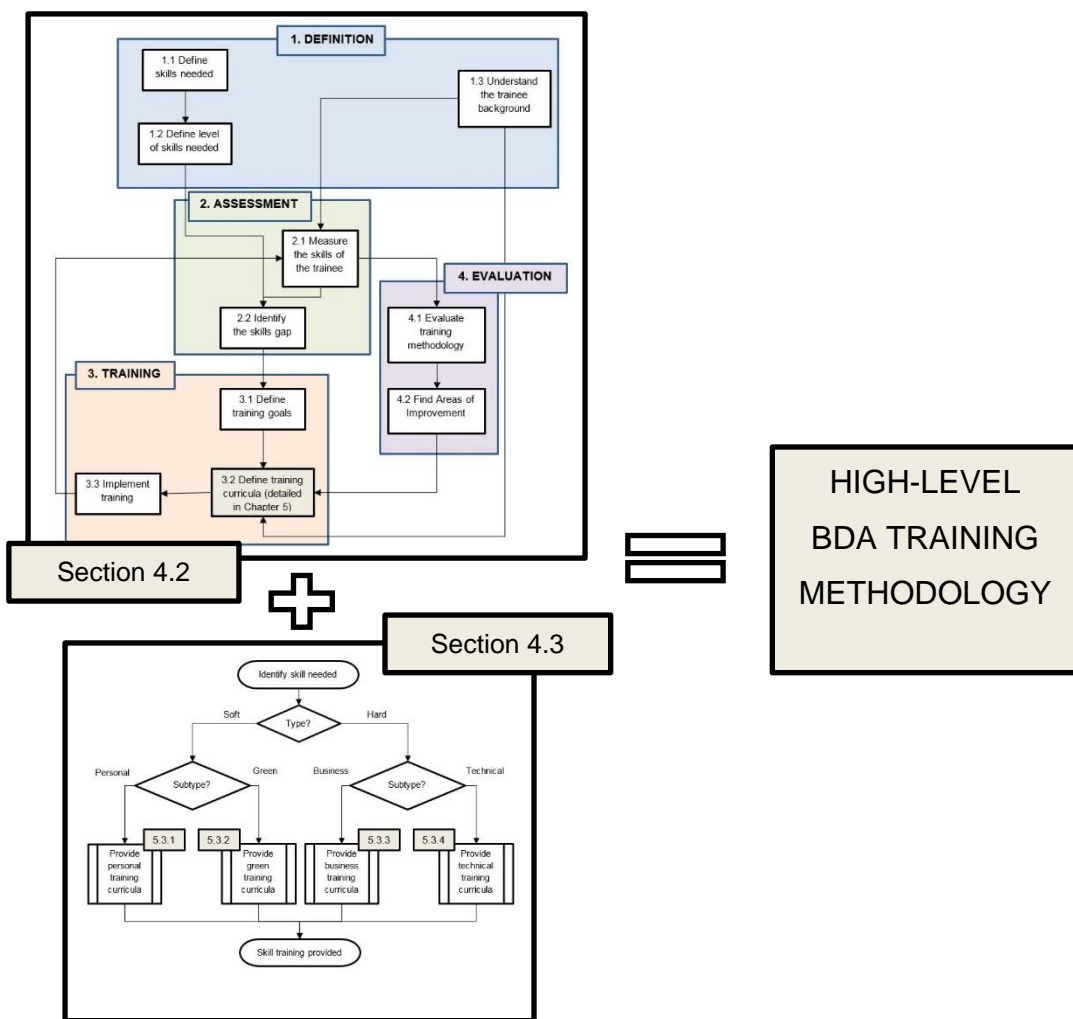 1. DEFINITION
1.1 Define
skills needed
1.3 Understand
the trainee
background
1.2 Define level
of skills needed
2. ASSESSMENT
2.1 Measure
the skills of
the trainee
4. EVALUATION
2.2 Identify
the skills gap
4.1 Evaluate
training
methodology
3. TRAINING
3.1 Define
training goals
4.2 Find Areas of
Improvement
3.3 Implement
training
3.2 Define training
curricula (detailed
in Chapter 5)
Section 4.2
HIGH-LEVEL
BDA TRAINING
METHODOLOGY
Section 4.3
Identify skill needed
Soft
Type?
Hard
Personal
Subtype?
Green
Business
Subtype?
Technical
5.3.1
5.3.2
5.3.3
5.3.4
Provide
personal
training
curricula
Provide
green
training
curricula
Provide
business
training
curricula
Provide
technical
training
curricula
Skill training provided